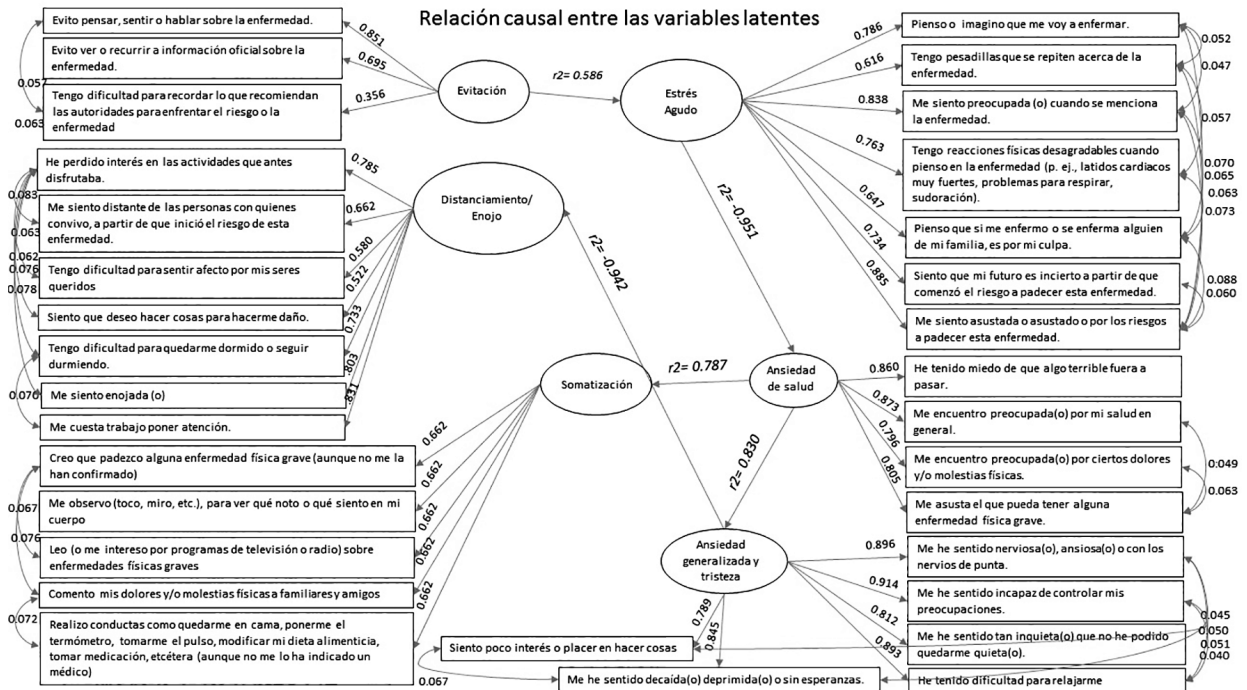 Relación causal entre las variables latentes
Evito pensar, sentir o hablar sobre la enfermedad.
Evito ver o recurrir a información oficial sobre la
enfermedad.
Tengo dificultad para recordar lo que recomiendan
las autoridades para enfrentar el riesgo o la
enfermedad
0.057
0.063
0.851
0.695
0.356
Evitación
r2= 0.586
Estrés
Agudo
0.786
0.616
0.838
0.763
0.647
0.734
0.885
Pienso o imagino que me voy a enfermar.
Tengo pesadillas que se repiten acerca de la
enfermedad.
Me siento preocupada (o) cuando se menciona
la enfermedad.
Tengo reacciones físicas desagradables cuando
pienso en la enfermedad (p. ej., latidos cardiacos
muy fuertes, problemas para respirar,
sudoración).
Pienso que si me enfermo o se enferma alguien
de mi familia, es por mi culpa.
Siento que mi futuro es incierto a partir de que
comenzó el riesgo a padecer esta enfermedad.
Me siento asustada o asustado o por los riesgos
a padecer esta enfermedad.
0.052
0.047
0.057
0.070
0.065
0.063
0.073
0.088
0.060
He perdido interés en las actividades que antes
disfrutaba.
Me siento distante de las personas con quienes
convivo, a partir de que inició el riesgo de esta
enfermedad.
Tengo dificultad para sentir afecto por mis seres
queridos
Siento que deseo hacer cosas para hacerme daño.
Tengo dificultad para quedarme dormido o seguir
durmiendo.
Me siento enojada (o)
Me cuesta trabajo poner atención.
0.083
0.063
0.062
0.076
0.078
0.070
0.785
0.662
0.580
0.522
0.733
.803
.831
Distanciamiento/
Enojo
r2= -0.942
r2= -0.951
Somatización
r2= 0.787
Ansiedad
de salud
0.860
0.873
0.796
0.805
He tenido miedo de que algo terrible fuera a
pasar.
Me encuentro preocupada(o) por mi salud en
general.
Me encuentro preocupada(o) por ciertos dolores
y/o molestias físicas.
Me asusta el que pueda tener alguna
enfermedad física grave.
0.049
0.063
r2= 0.830
Creo que padezco alguna enfermedad física grave (aunque no me la
han confirmado)
Me observo (toco, miro, etc.), para ver qué noto o qué siento en mi
cuerpo
Leo (o me intereso por programas de televisión o radio) sobre
enfermedades físicas graves
Comento mis dolores y/o molestias físicas a familiares y amigos
Realizo conductas como quedarme en cama, ponerme el
termómetro, tomarme el pulso, modificar mi dieta alimenticia,
tomar medicación, etcétera (aunque no me lo ha indicado un
médico)
0.067
0.076
0.072
0.662
0.662
0.662
0.662
0.662
Ansiedad
generalizada y
tristeza
0.896
0.914
0.812
0.893
0.789
0.845
Me he sentido nerviosa(o), ansiosa(o) o con los
nervios de punta.
Me he sentido incapaz de controlar mis
preocupaciones.
Me he sentido tan inquieta(o) que no he podido
quedarme quieta(o).
He tenido dificultad para relajarme
0.045
0.050
0.051
0.040
Siento poco interés o placer en hacer cosas
0.067
Me he sentido decaída(o) deprimida(o) o sin esperanzas.